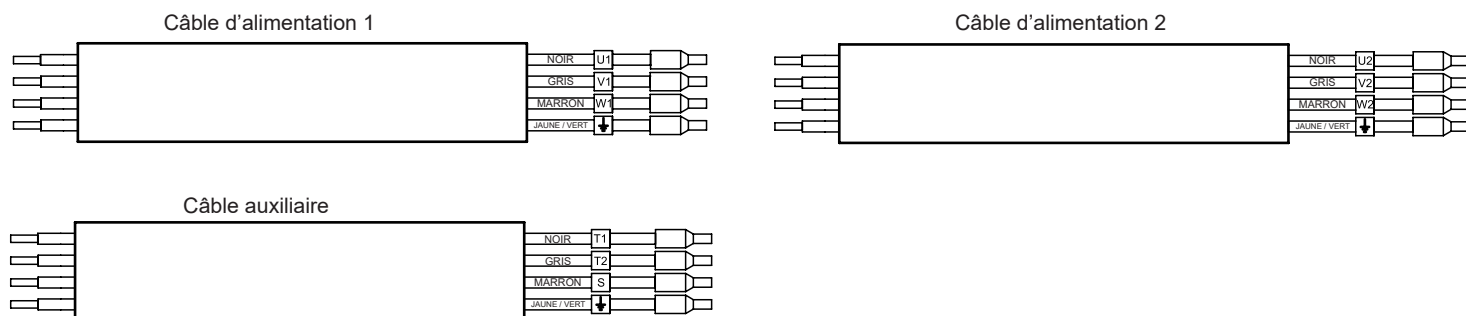 Câble d’alimentation 1
NOIR U1
GRIS V1
MARRON W1
JAUNE / VERT
Câble d’alimentation 2
NOIR U2
GRIS V2
MARRON W2
JAUNE / VERT
Câble auxiliaire
NOIR T1
GRIS T2
MARRON S
JAUNE / VERT